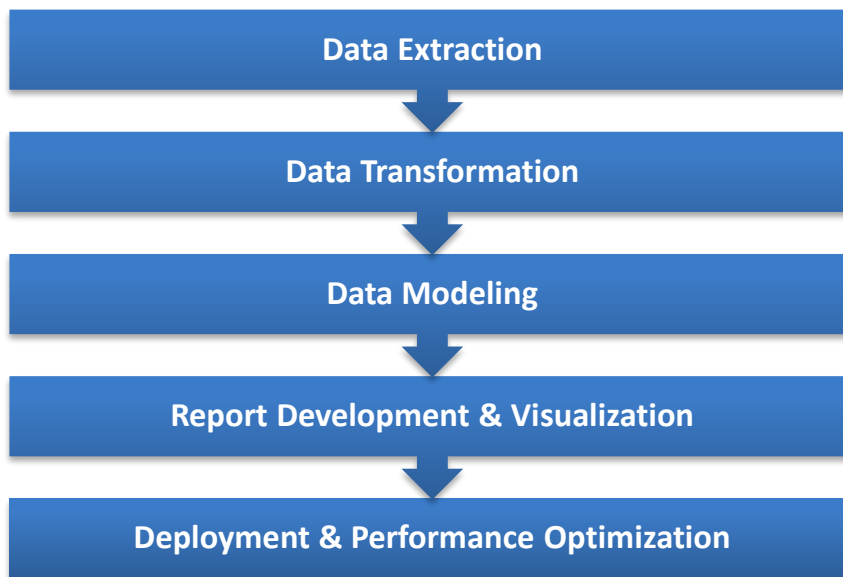 Data Extraction
Data Transformation
Data Modeling
Report Development & Visualization
Deployment & Performance Optimization